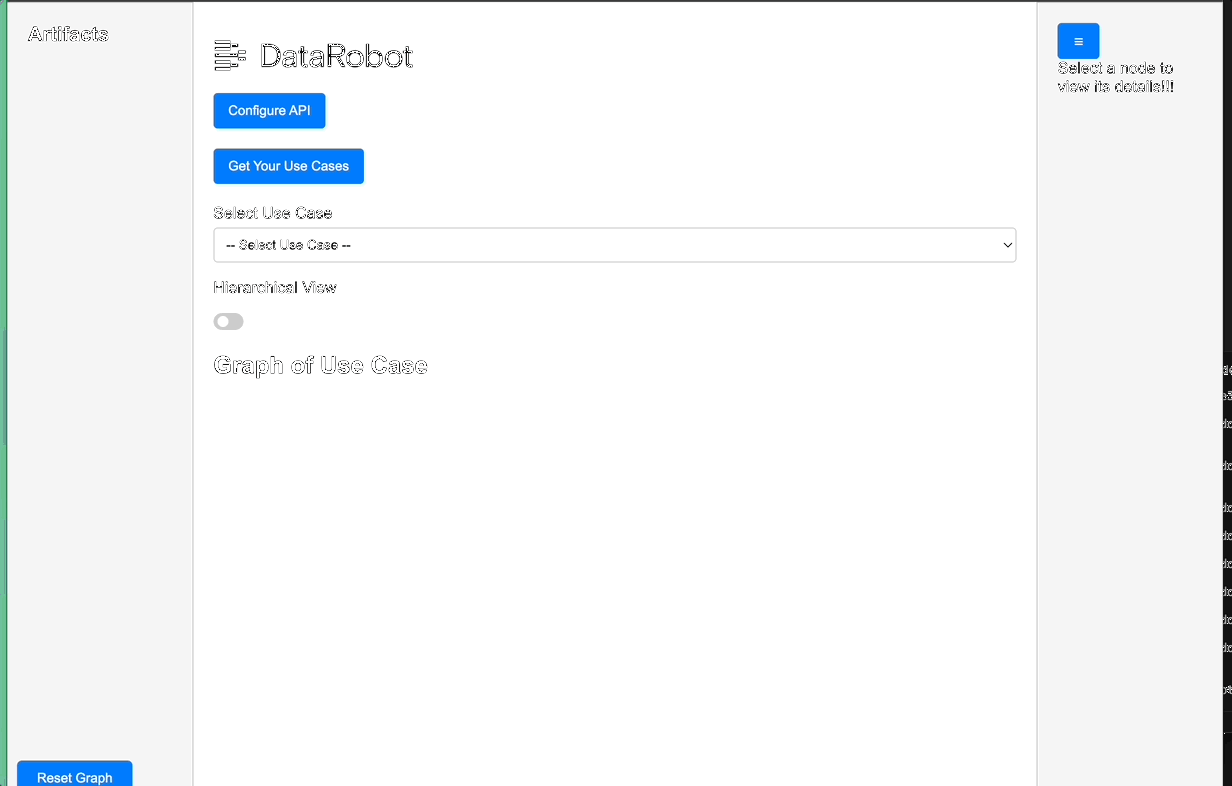 Artifacts
DataRobot
Configure API
Get Your Use Cases
Select Use Case
-- Select Use Case --
Hierarchical View
Graph of Use Case
Reset Graph
≡
Select a node to
view its details!!!